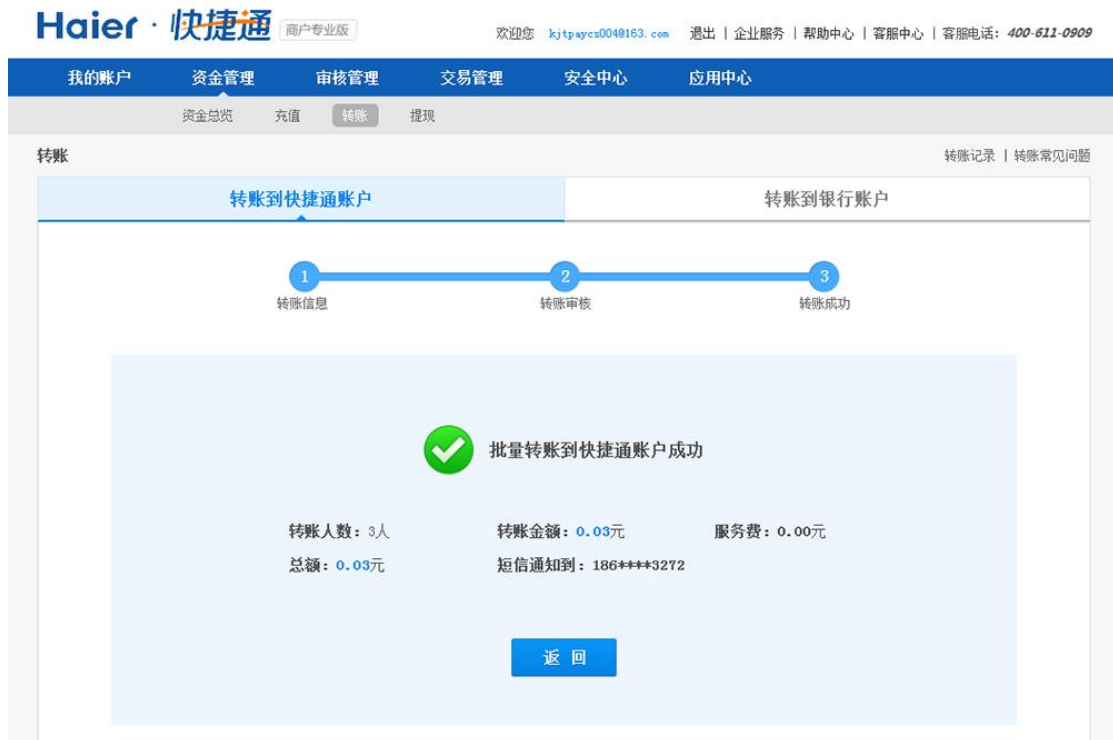 Haier · 快捷通 商户专业版 欢迎您 kjtpaycs004@163.com 退出 | 企业服务 | 帮助中心 | 客服中心 | 客服电话：400-611-0909
我的账户 资金管理 审核管理 交易管理 安全中心 应用中心
资金总览 充值 转账 提现
转账 转账记录 | 转账常见问题
转账到快捷通账户 转账到银行账户
1 2 3
转账信息 转账审核 转账成功
批量转账到快捷通账户成功
转账人数：3人 转账金额：0.03元 服务费：0.00元
总额：0.03元 短信通知到：186****3272
返 回